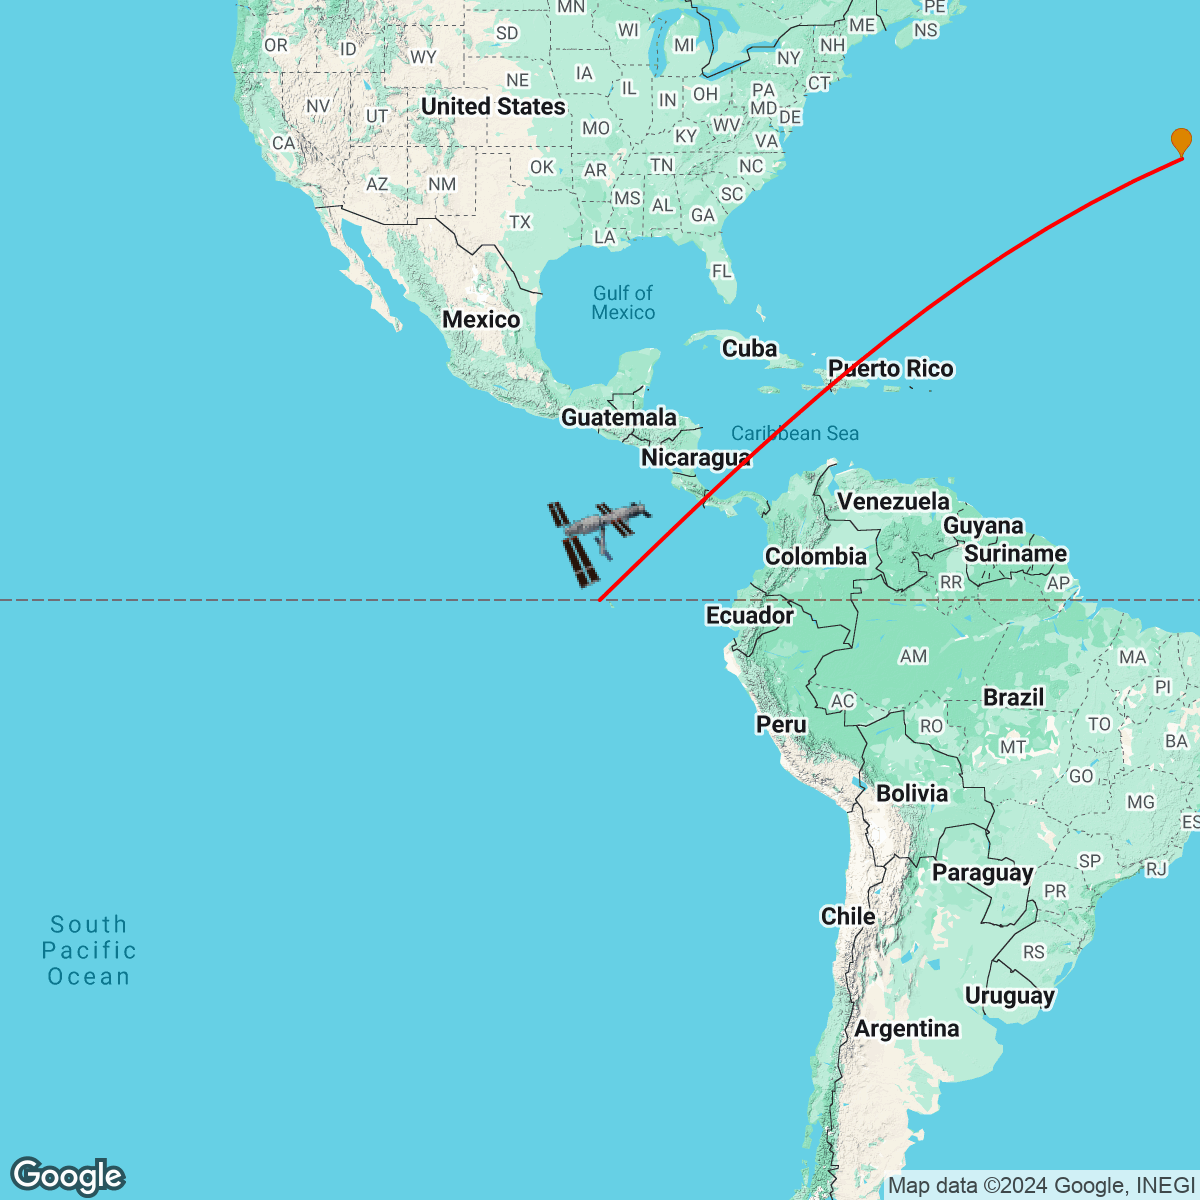 MN
PE
ME
NS
OR
ID
SD
WI
MI
NH
WY
NY
NE
IA
CT
IL
OH
PA
United States
IN
NV
UT
MD
DE
MO
WV
KY
VA
CA
OK
AR
TN
NC
AZ
NM
MS
AL
SC
GA
TX
LA
FL
Gulf of
Mexico
Mexico
Cuba
Puerto Rico
Guatemala
Caribbean Sea
Nicaragua
Venezuela
Guyana
Colombia
Suriname
RR
AP
Ecuador
AM
MA
PI
AC
Brazil
Peru
RO
TO
MT
BA
GO
Bolivia
MG
ES
SP
RJ
Paraguay
PR
Chile
South
Pacific
Ocean
RS
Uruguay
Argentina
Google
Map data ©2024 Google, INEGI